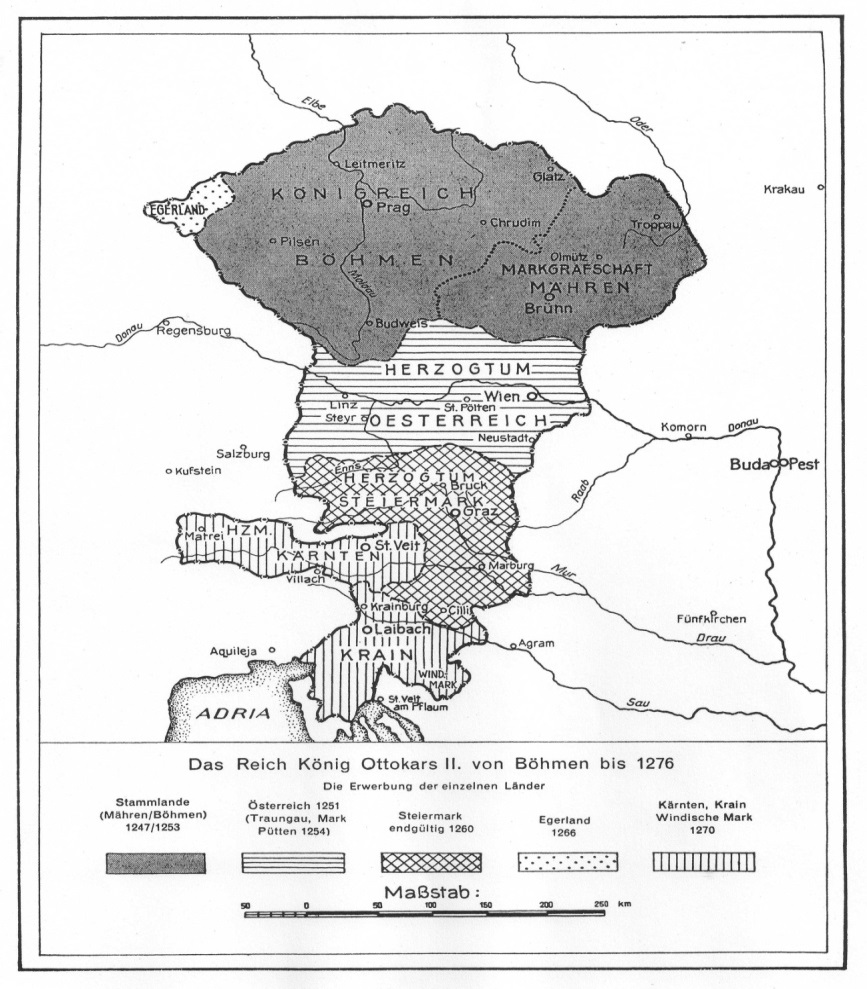 Elbe
Oder
Leitmeritz
Glatz
KÖNIGREICH
Krakau
EGERLAND
Prag
Chrudim
Troppau
Pilsen
BÖHMEN
Olmütz
MARKGRAFSCHAFT
MÄHREN
Moldau
Brünn
Budweis
Donau
Regensburg
HERZOGTUM
Wien
Linz
St. Pölten
Steyr
OESTERREICH
Komorn
Donau
Neustadt
Salzburg
Kufstein
Enns
Buda
Pest
HERZOGTUM
Bruck
STEIERMARK
Graz
Raab
Matrei
HZM.
St. Veit
KÄRNTEN
Villach
Marburg
Mur
Krainburg
Cilli
Fünfkirchen
Laibach
Drau
Aquileja
KRAIN
Agram
WIND.
MARK
St. Veit
am Pflaum
Sau
ADRIA
Das Reich König Ottokars II. von Böhmen bis 1276
Die Erwerbung der einzelnen Länder
Stammlande
(Mähren/Böhmen)
1247/1253
Österreich 1251
(Traungau, Mark
Pütten 1254)
Steiermark
endgültig 1260
Egerland
1266
Kärnten, Krain
Windische Mark
1270
Maßstab:
50 0 50 100 150 200 250 km